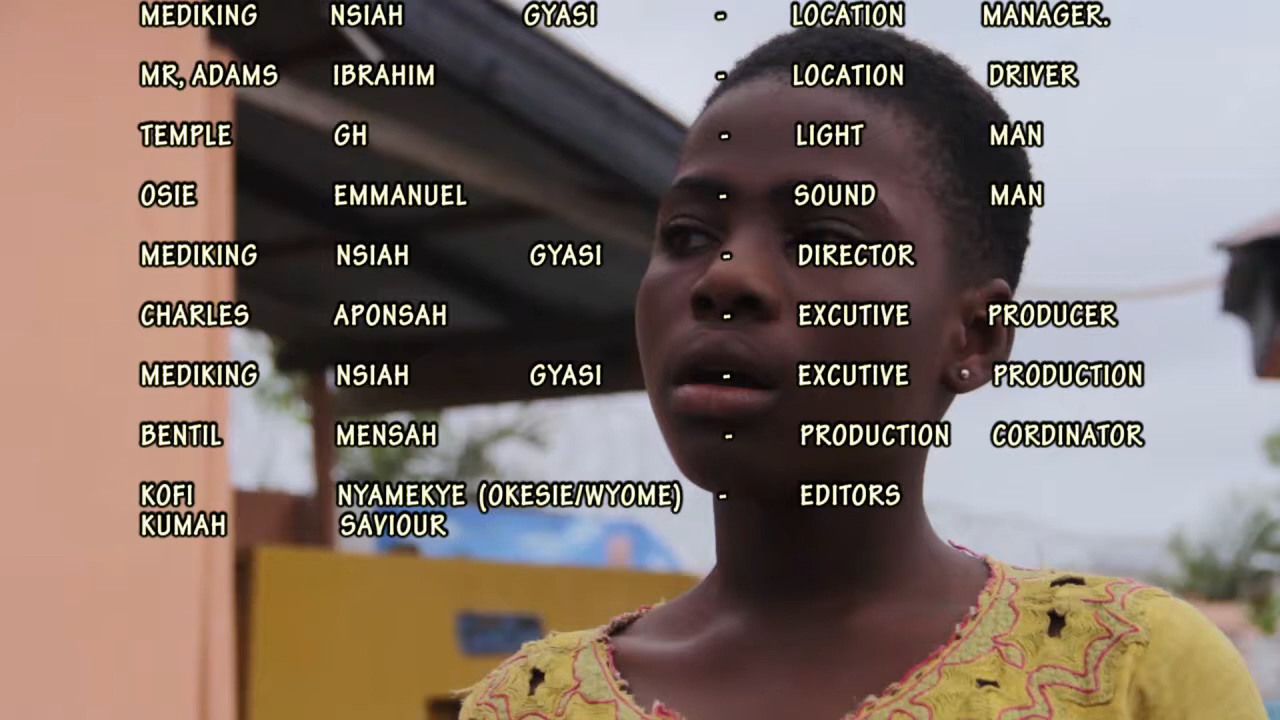 MEDIKING NSIAH GYASI - LOCATION MANAGER.
MR, ADAMS IBRAHIM - LOCATION DRIVER
TEMPLE GH - LIGHT MAN
OSIE EMMANUEL - SOUND MAN
MEDIKING NSIAH GYASI - DIRECTOR
CHARLES APONSAH - EXCUTIVE PRODUCER
MEDIKING NSIAH GYASI - EXCUTIVE PRODUCTION
BENTIL MENSAH - PRODUCTION CORDINATOR
KOFI NYAMEKYE (OKESIE/WYOME) - EDITORS
KUMAH SAVIOUR